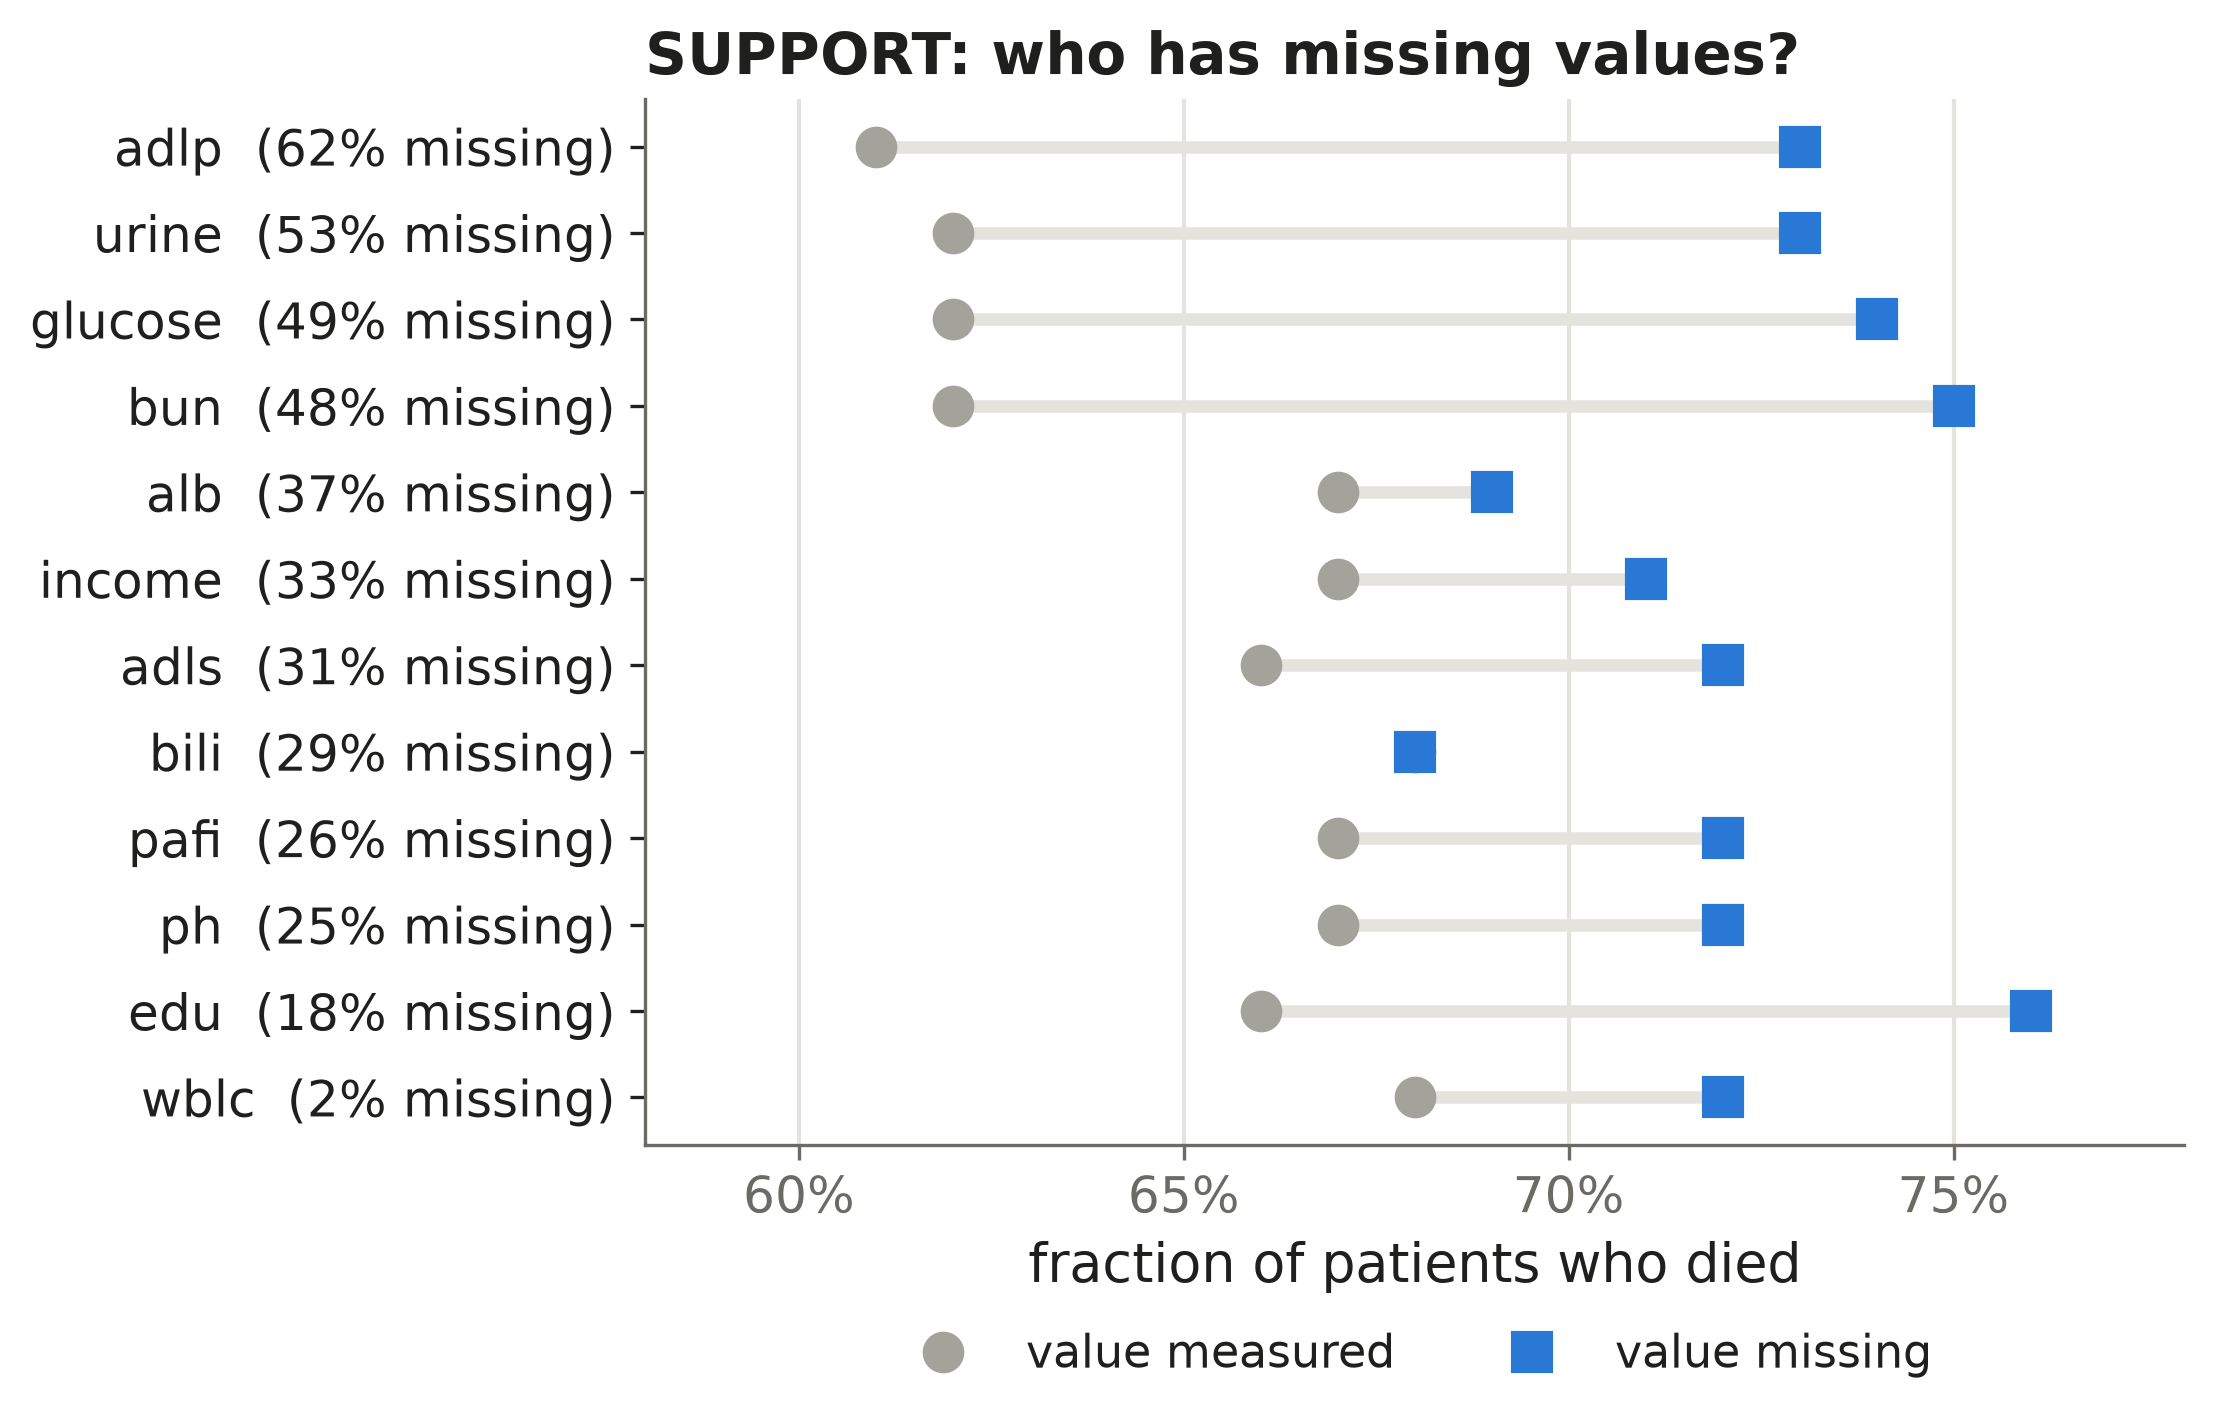 SUPPORT: who has missing values?
adlp (62% missing)
urine (53% missing)
glucose (49% missing)
bun (48% missing)
alb (37% missing)
income (33% missing)
adls (31% missing)
bili (29% missing)
pafi (26% missing)
ph (25% missing)
edu (18% missing)
wblc (2% missing)
60% 65% 70% 75%
fraction of patients who died
value measured value missing